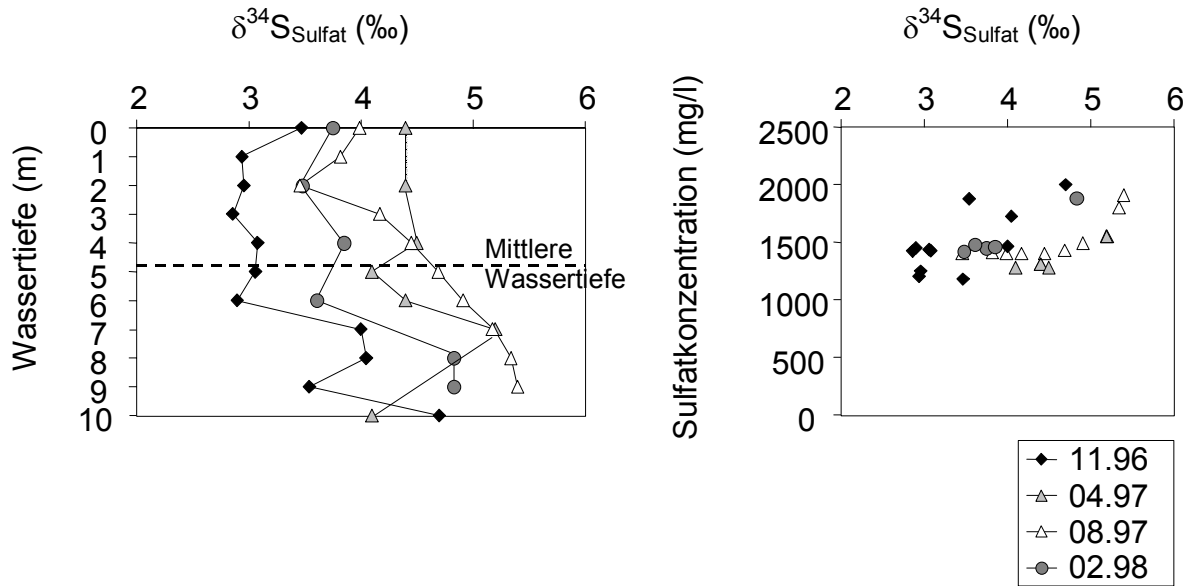 δ³⁴S_Sulfat (‰)
2 3 4 5 6
Wassertiefe (m)
0
1
2
3
4
5
6
7
8
9
10
Mittlere
Wassertiefe
δ³⁴S_Sulfat (‰)
2 3 4 5 6
Sulfatkonzentration (mg/l)
2500
2000
1500
1000
500
0
11.96
04.97
08.97
02.98